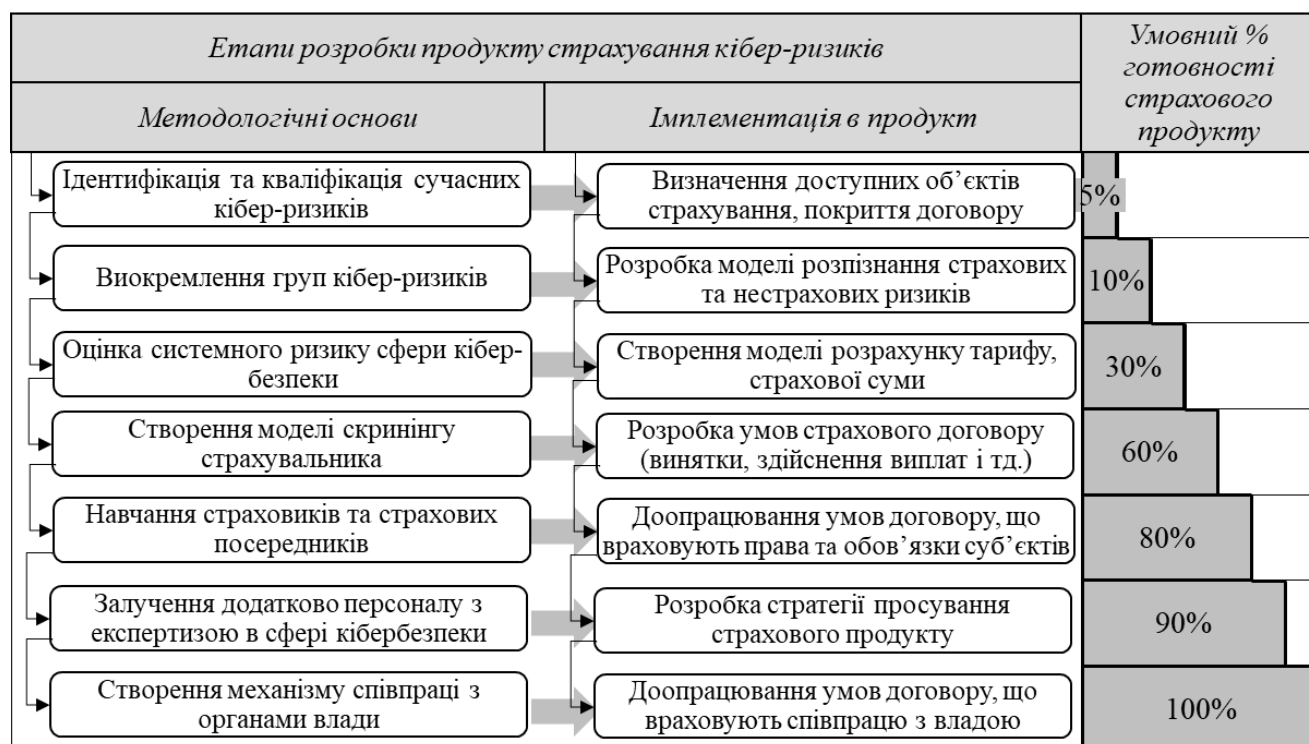 Етапи розробки продукту страхування кібер-ризиків
Умовний %
готовності
страхового
продукту
Методологічні основи
Імплементація в продукт
Ідентифікація та кваліфікація сучасних
кібер-ризиків
Визначення доступних об’єктів
страхування, покриття договору
5%
Виокремлення груп кібер-ризиків
Розробка моделі розпізнання страхових
та нестрахових ризиків
10%
Оцінка системного ризику сфери кібер-
безпеки
Створення моделі розрахунку тарифу,
страхової суми
30%
Створення моделі скринінгу
страхувальника
Розробка умов страхового договору
(винятки, здійснення виплат і тд.)
60%
Навчання страховиків та страхових
посередників
Доопрацювання умов договору, що
враховують права та обов’язки суб’єктів
80%
Залучення додатково персоналу з
експертизою в сфері кібербезпеки
Розробка стратегії просування
страхового продукту
90%
Створення механізму співпраці з
органами влади
Доопрацювання умов договору, що
враховують співпрацю з владою
100%